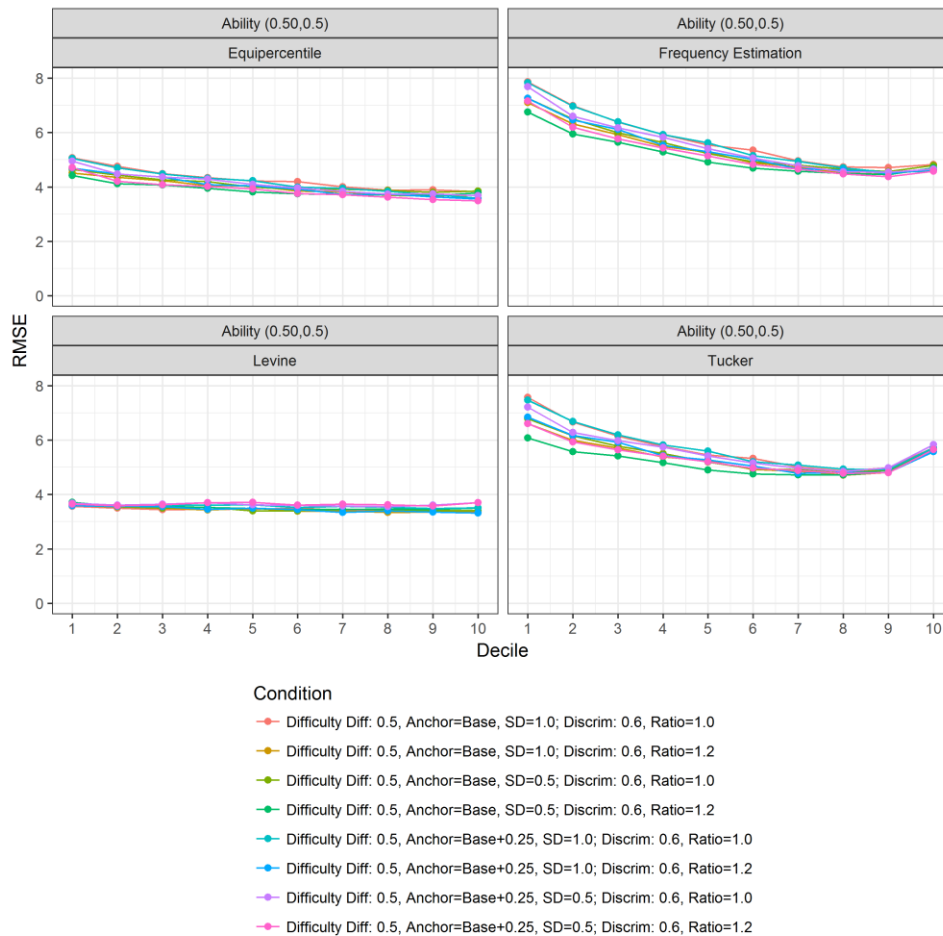 Ability (0.50,0.5)
Ability (0.50,0.5)
Equipercentile
Frequency Estimation
8
6
4
2
0
RMSE
Ability (0.50,0.5)
Ability (0.50,0.5)
Levine
Tucker
8
6
4
2
0
1 2 3 4 5 6 7 8 9 10
1 2 3 4 5 6 7 8 9 10
Decile
Condition
Difficulty Diff: 0.5, Anchor=Base, SD=1.0; Discrim: 0.6, Ratio=1.0
Difficulty Diff: 0.5, Anchor=Base, SD=1.0; Discrim: 0.6, Ratio=1.2
Difficulty Diff: 0.5, Anchor=Base, SD=0.5; Discrim: 0.6, Ratio=1.0
Difficulty Diff: 0.5, Anchor=Base, SD=0.5; Discrim: 0.6, Ratio=1.2
Difficulty Diff: 0.5, Anchor=Base+0.25, SD=1.0; Discrim: 0.6, Ratio=1.0
Difficulty Diff: 0.5, Anchor=Base+0.25, SD=1.0; Discrim: 0.6, Ratio=1.2
Difficulty Diff: 0.5, Anchor=Base+0.25, SD=0.5; Discrim: 0.6, Ratio=1.0
Difficulty Diff: 0.5, Anchor=Base+0.25, SD=0.5; Discrim: 0.6, Ratio=1.2